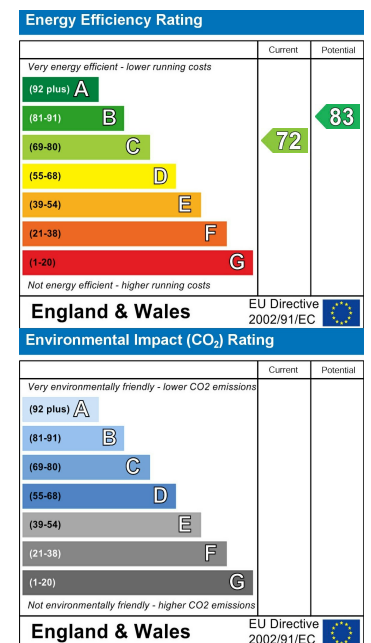 Energy Efficiency Rating
Current Potential
Very energy efficient - lower running costs
(92 plus) A
(81-91) B
83
(69-80) C
72
(55-68) D
(39-54) E
(21-38) F
(1-20) G
Not energy efficient - higher running costs
England & Wales
EU Directive
2002/91/EC
Environmental Impact (CO₂) Rating
Current Potential
Very environmentally friendly - lower CO2 emissions
(92 plus) A
(81-91) B
(69-80) C
(55-68) D
(39-54) E
(21-38) F
(1-20) G
Not environmentally friendly - higher CO2 emissions
England & Wales
EU Directive
2002/91/EC